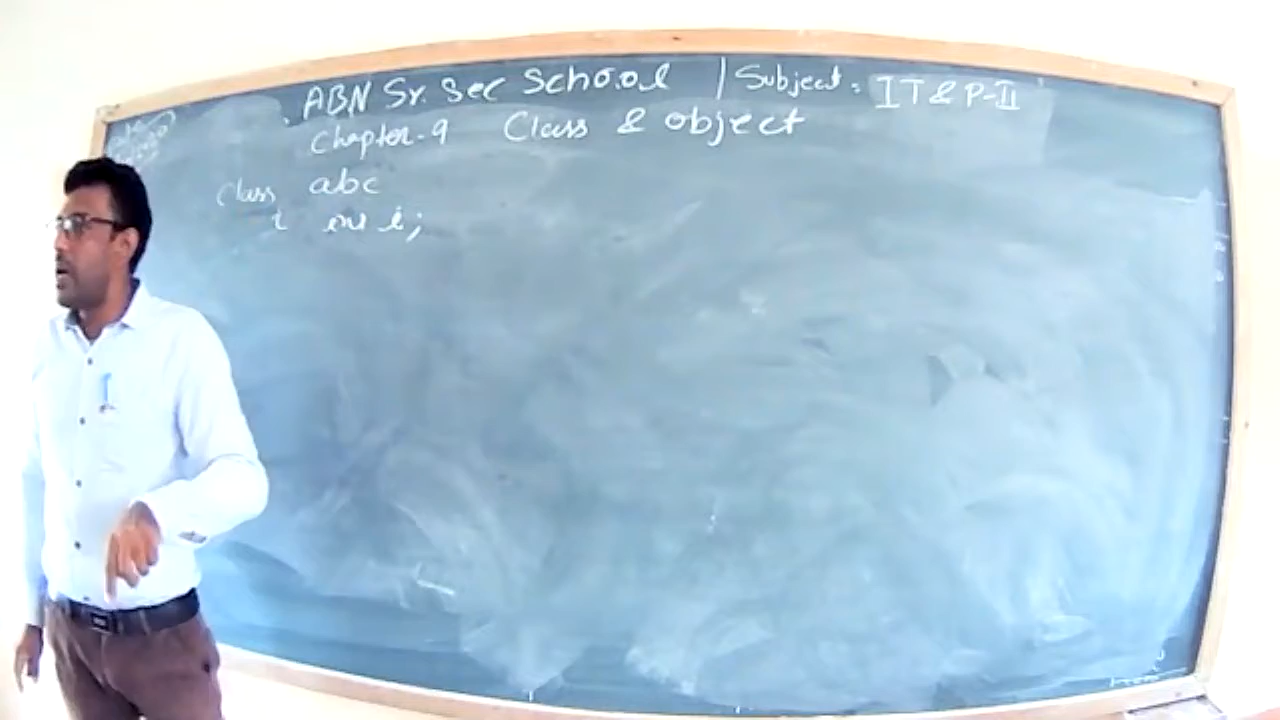 ABN Sr. Sec School | Subject: IT & P-II
Chapter-9 Class & object
Class abc
{ int i;